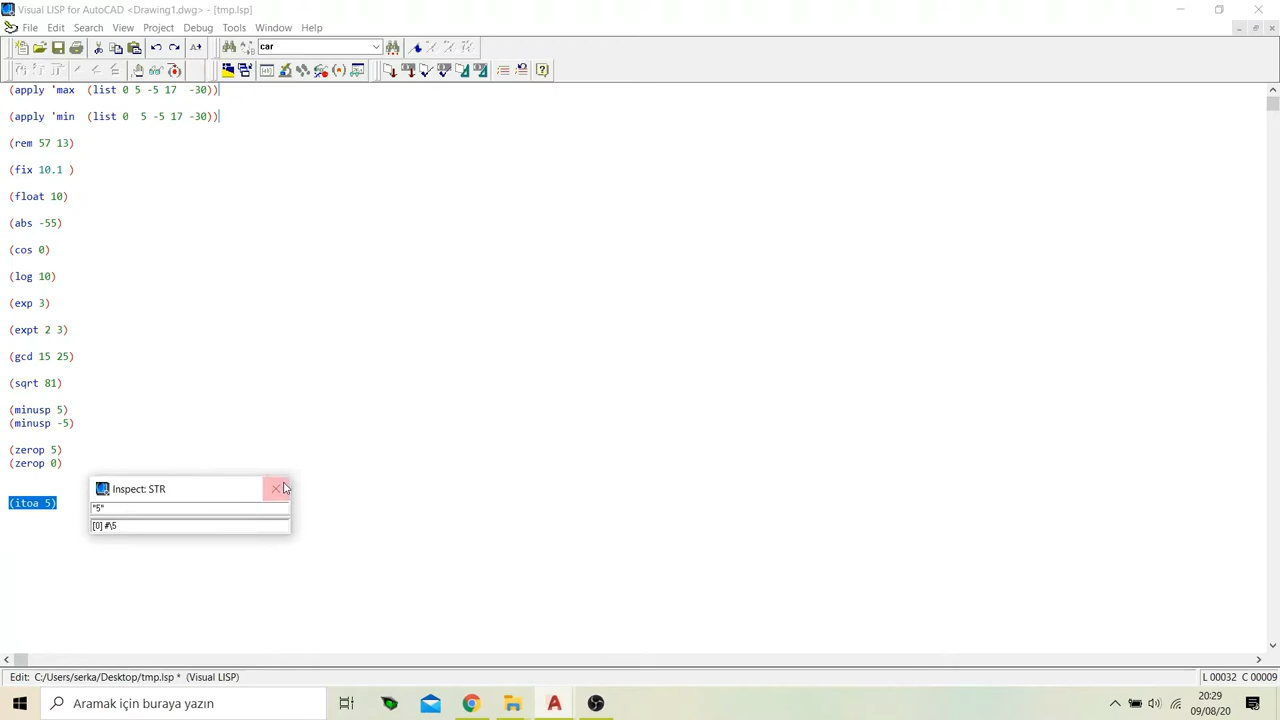 Visual LISP for AutoCAD <Drawing1.dwg> - [tmp.lsp]
File Edit Search View Project Debug Tools Window Help
car
(apply 'max  (list 0 5 -5 17  -30))
(apply 'min  (list 0  5 -5 17 -30))
(rem 57 13)
(fix 10.1 )
(float 10)
(abs -55)
(cos 0)
(log 10)
(exp 3)
(expt 2 3)
(gcd 15 25)
(sqrt 81)
(minusp 5)
(minusp -5)
(zerop 5)
(zerop 0)
Inspect: STR
(itoa 5)
"5"
[0] #\5
Edit: C:/Users/serka/Desktop/tmp.lsp * (Visual LISP)
L 00032 C 00009
Aramak için buraya yazın
20:29
09/08/20